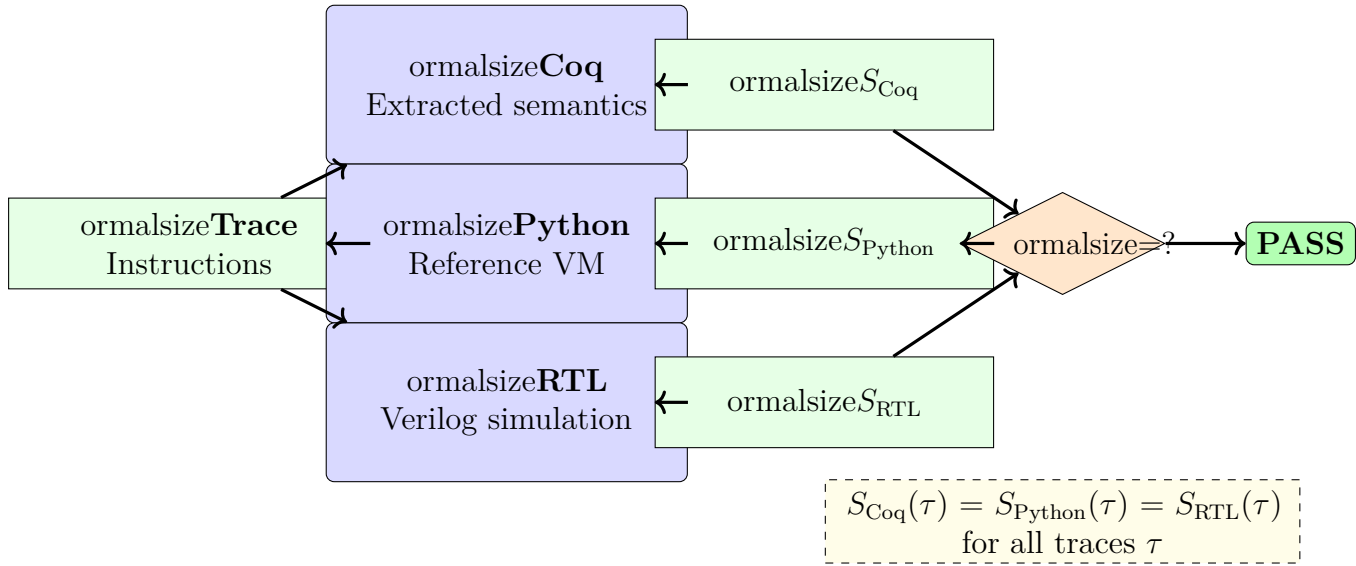 ormalsizeCoq
Extracted semantics
ormalsizeS_Coq
ormalsizeTrace
Instructions
ormalsizePython
Reference VM
ormalsizeS_Python
ormalsize=?
PASS
ormalsizeRTL
Verilog simulation
ormalsizeS_RTL
S_Coq(τ) = S_Python(τ) = S_RTL(τ)
for all traces τ